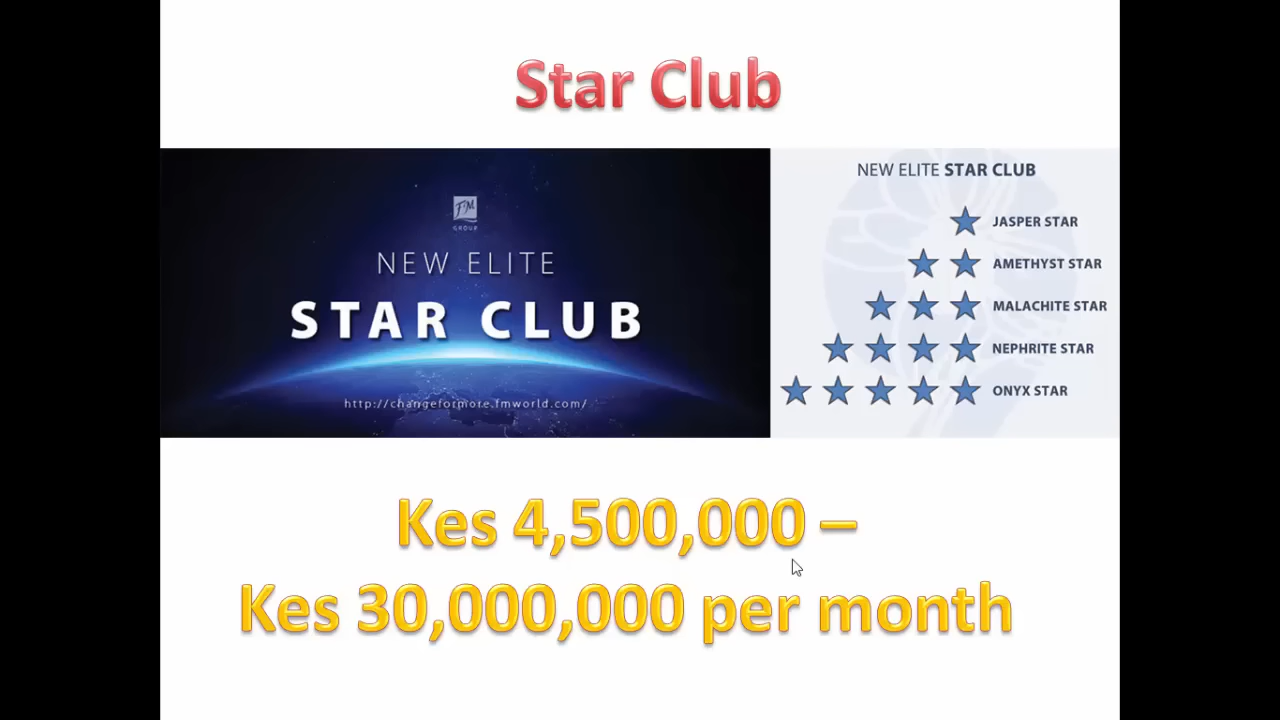 Star Club
FM
GROUP
NEW ELITE
STAR CLUB
http://changeformore.fmworld.com/
NEW ELITE STAR CLUB
JASPER STAR
AMETHYST STAR
MALACHITE STAR
NEPHRITE STAR
ONYX STAR
Kes 4,500,000 –
Kes 30,000,000 per month